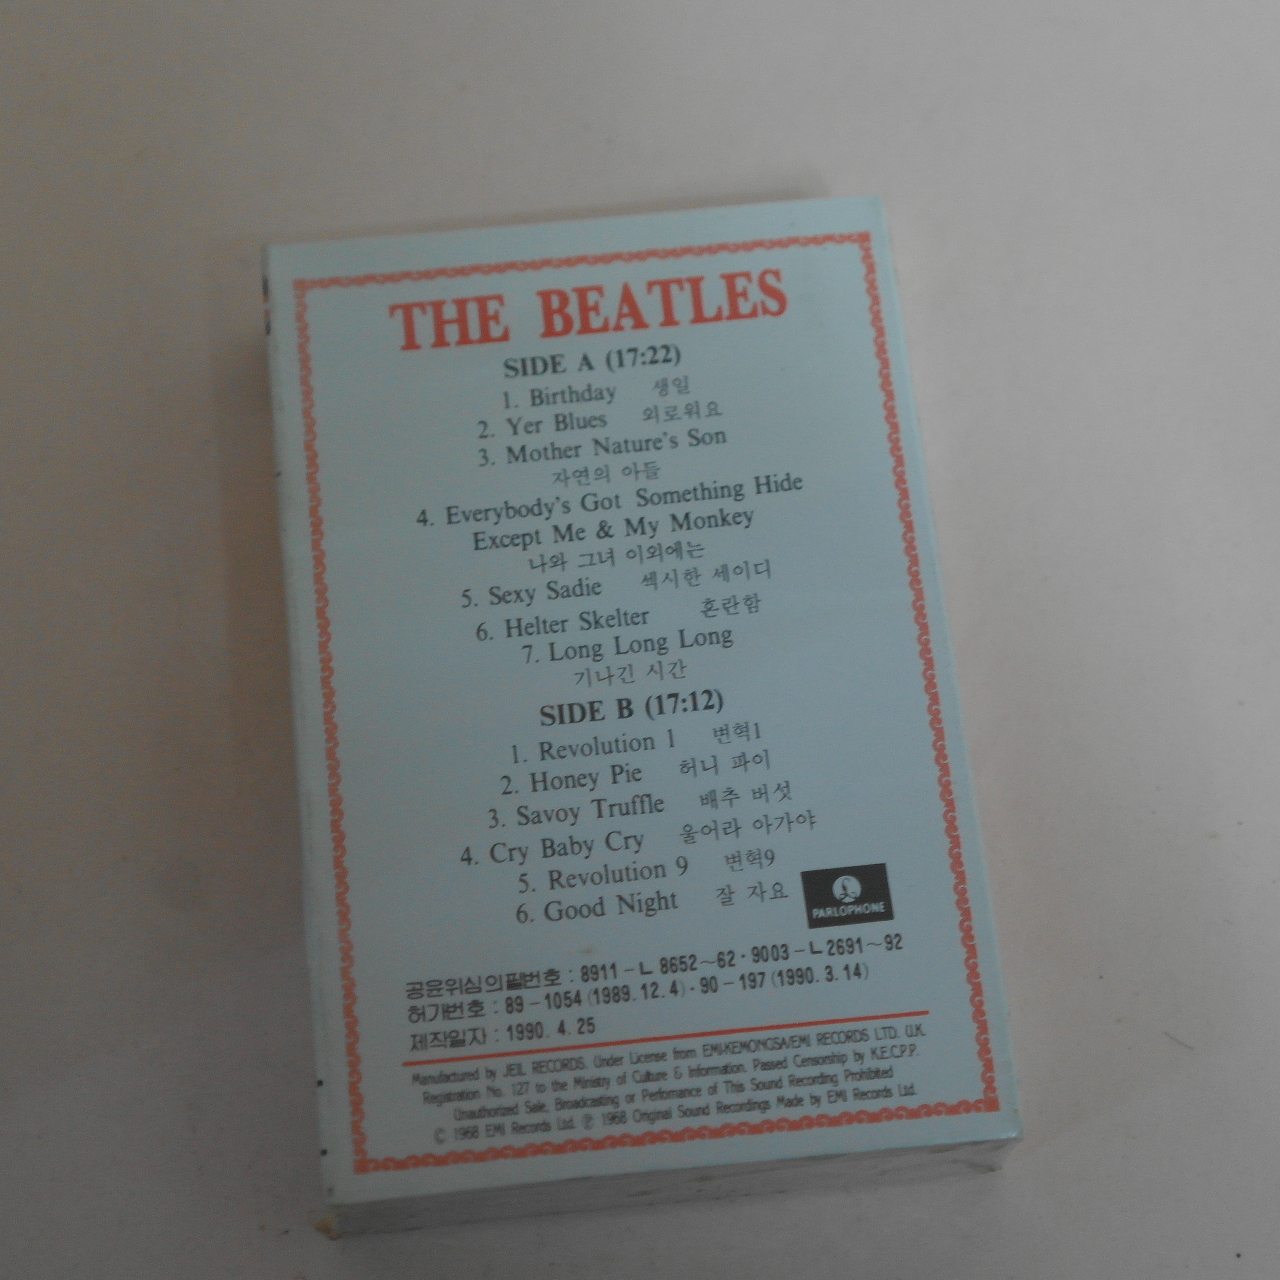 THE BEATLES
SIDE A (17:22)
1. Birthday 생일
2. Yer Blues 외로워요
3. Mother Nature's Son
자연의 아들
4. Everybody's Got Something Hide
Except Me & My Monkey
나와 그녀 이외에는
5. Sexy Sadie 섹시한 세이디
6. Helter Skelter 혼란함
7. Long Long Long
기나긴 시간
SIDE B (17:12)
1. Revolution 1 변혁1
2. Honey Pie 허니 파이
3. Savoy Truffle 배추 버섯
4. Cry Baby Cry 울어라 아가야
5. Revolution 9 변혁9
6. Good Night 잘 자요
PARLOPHONE
공윤위심의필번호 : 8911-ㄴ 8652~62·9003-ㄴ2691~92
허가번호 : 89-1054 (1989.12.4)·90-197 (1990.3.14)
제작일자 : 1990. 4. 25
Manufactured by JEIL RECORDS. Under License from EMI-KEMONGSA/EMI RECORDS LTD. U.K.
Registration No. 127 to the Ministry of Culture & Information. Passed Censorship by K.E.C.P.P.
Unauthorized Sale, Broadcasting or Performance of This Sound Recording Prohibited
© 1968 EMI Records Ltd. ℗ 1968 Original Sound Recordings Made by EMI Records Ltd.